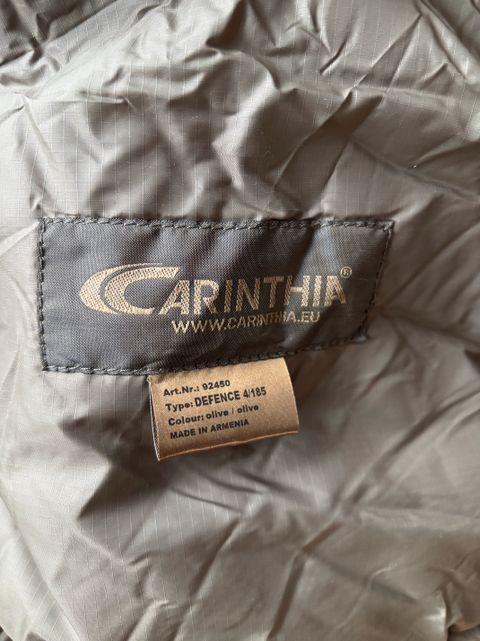 CARINTHIA®
WWW.CARINTHIA.EU
Art.Nr.: 92450
Type: DEFENCE 4/185
Colour: olive / olive
MADE IN ARMENIA